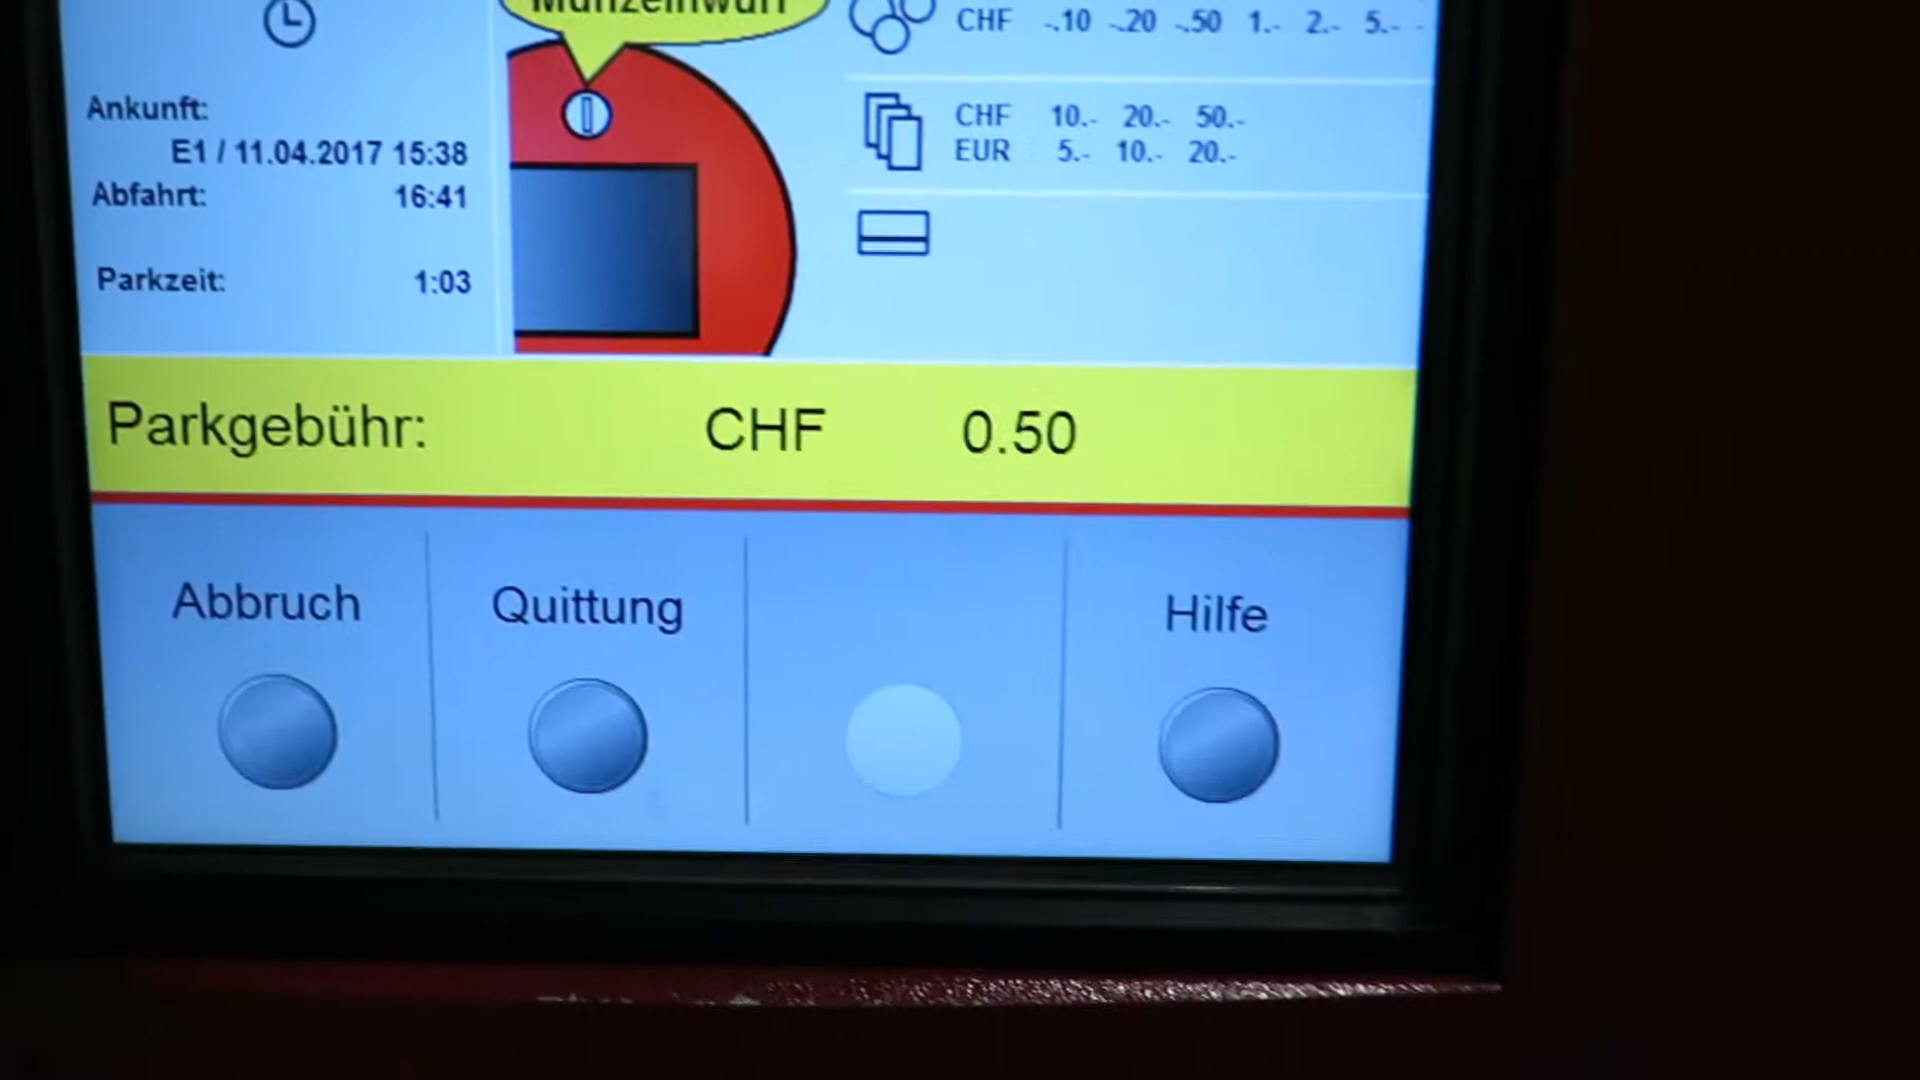 Münzeinwurf
CHF -.10 -.20 -.50 1.- 2.- 5.-
Ankunft:
E1 / 11.04.2017 15:38
Abfahrt: 16:41
Parkzeit: 1:03
CHF 10.- 20.- 50.-
EUR 5.- 10.- 20.-
Parkgebühr: CHF 0.50
Abbruch
Quittung
Hilfe